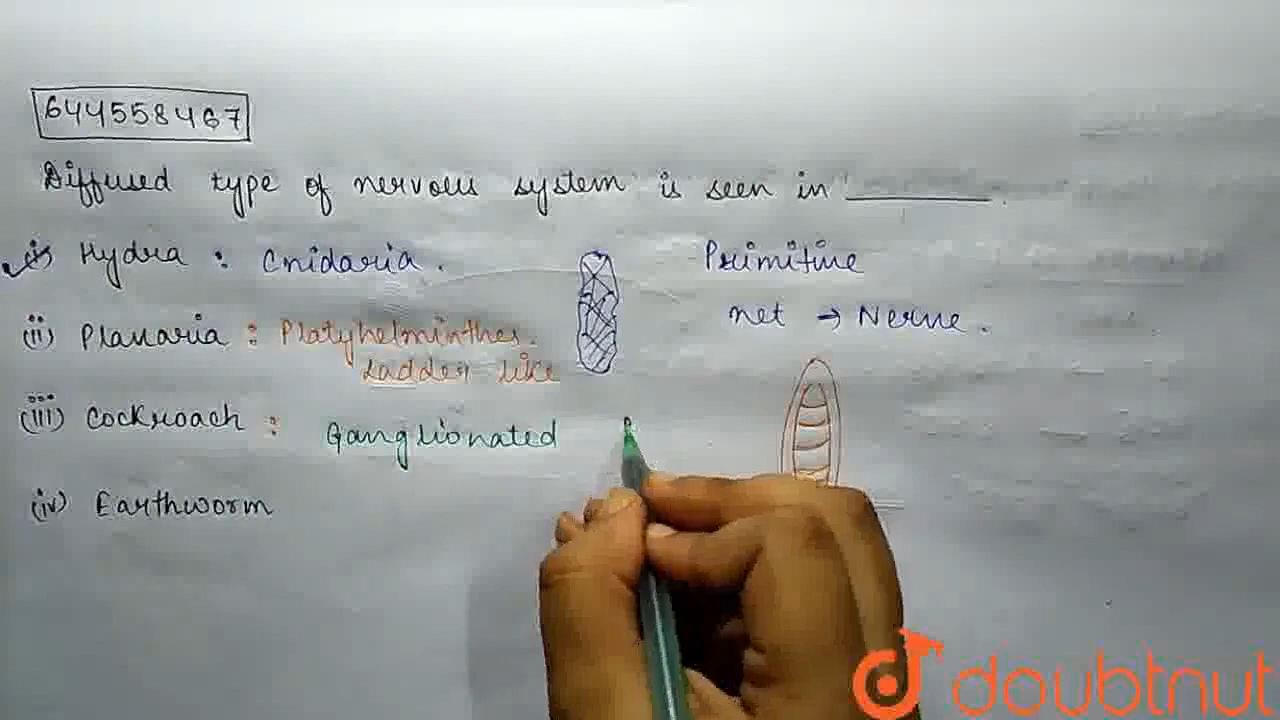 644558467
Diffused type of nervous system is seen in ______.
(i) Hydra : Cnidaria.
Primitive
net → Nerve.
(ii) Planaria : Platyhelminthes.
Ladder like
(iii) Cockroach : Ganglionated
(iv) Earthworm
doubtnut